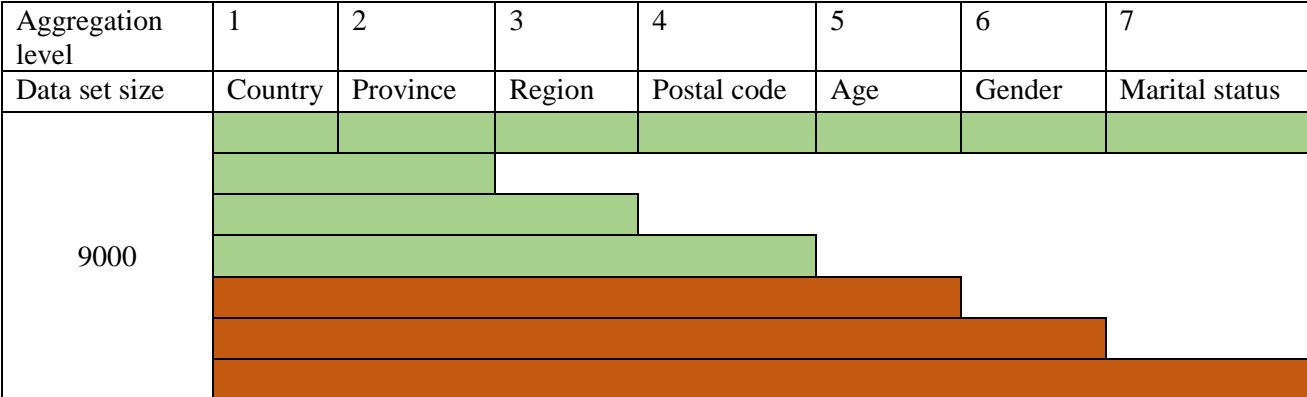 Aggregation level 1 2 3 4 5 6 7
Data set size Country Province Region Postal code Age Gender Marital status
9000